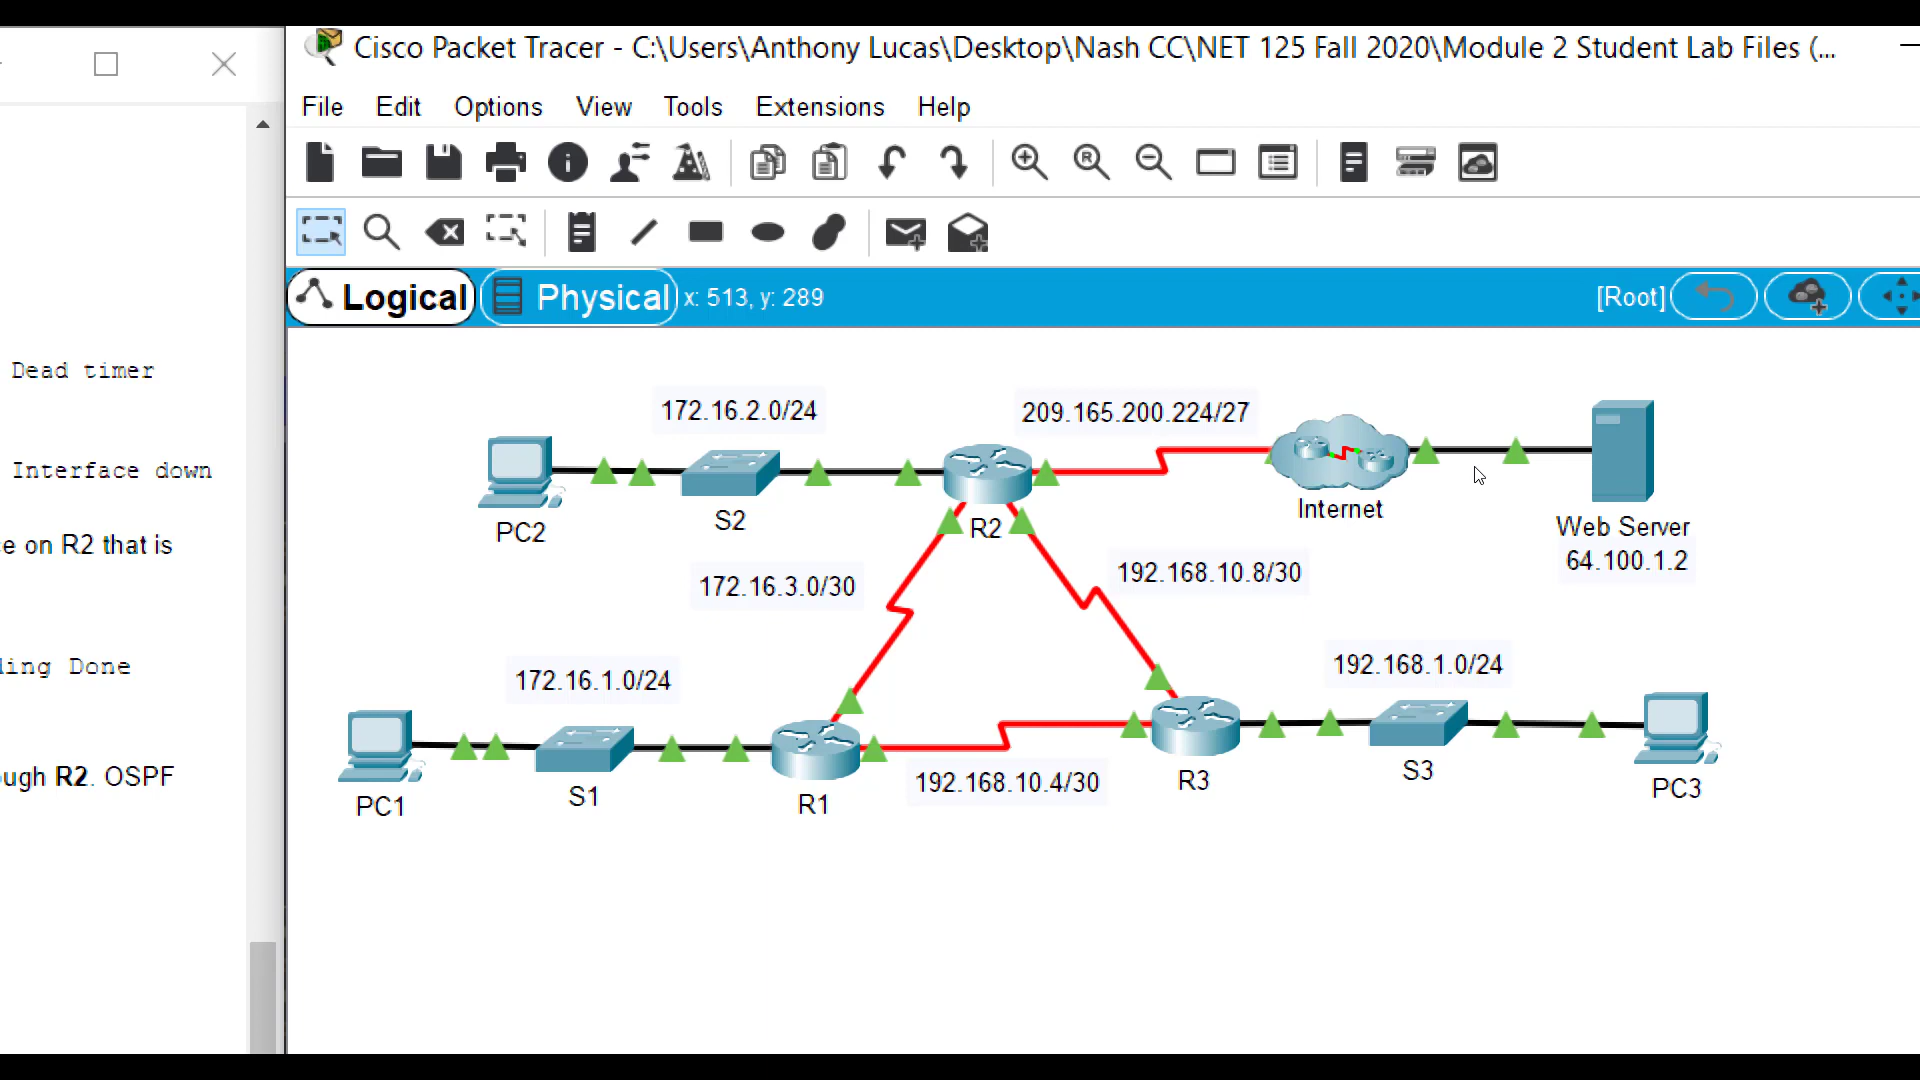 Cisco Packet Tracer - C:\Users\Anthony Lucas\Desktop\Nash CC\NET 125 Fall 2020\Module 2 Student Lab Files (...
File Edit Options View Tools Extensions Help
Logical Physical x: 513, y: 289 [Root]
Dead timer
Interface down
e on R2 that is
ing Done
ugh R2. OSPF
172.16.2.0/24
209.165.200.224/27
PC2
S2
R2
Internet
Web Server
64.100.1.2
172.16.3.0/30
192.168.10.8/30
172.16.1.0/24
192.168.1.0/24
PC1
S1
R1
192.168.10.4/30
R3
S3
PC3